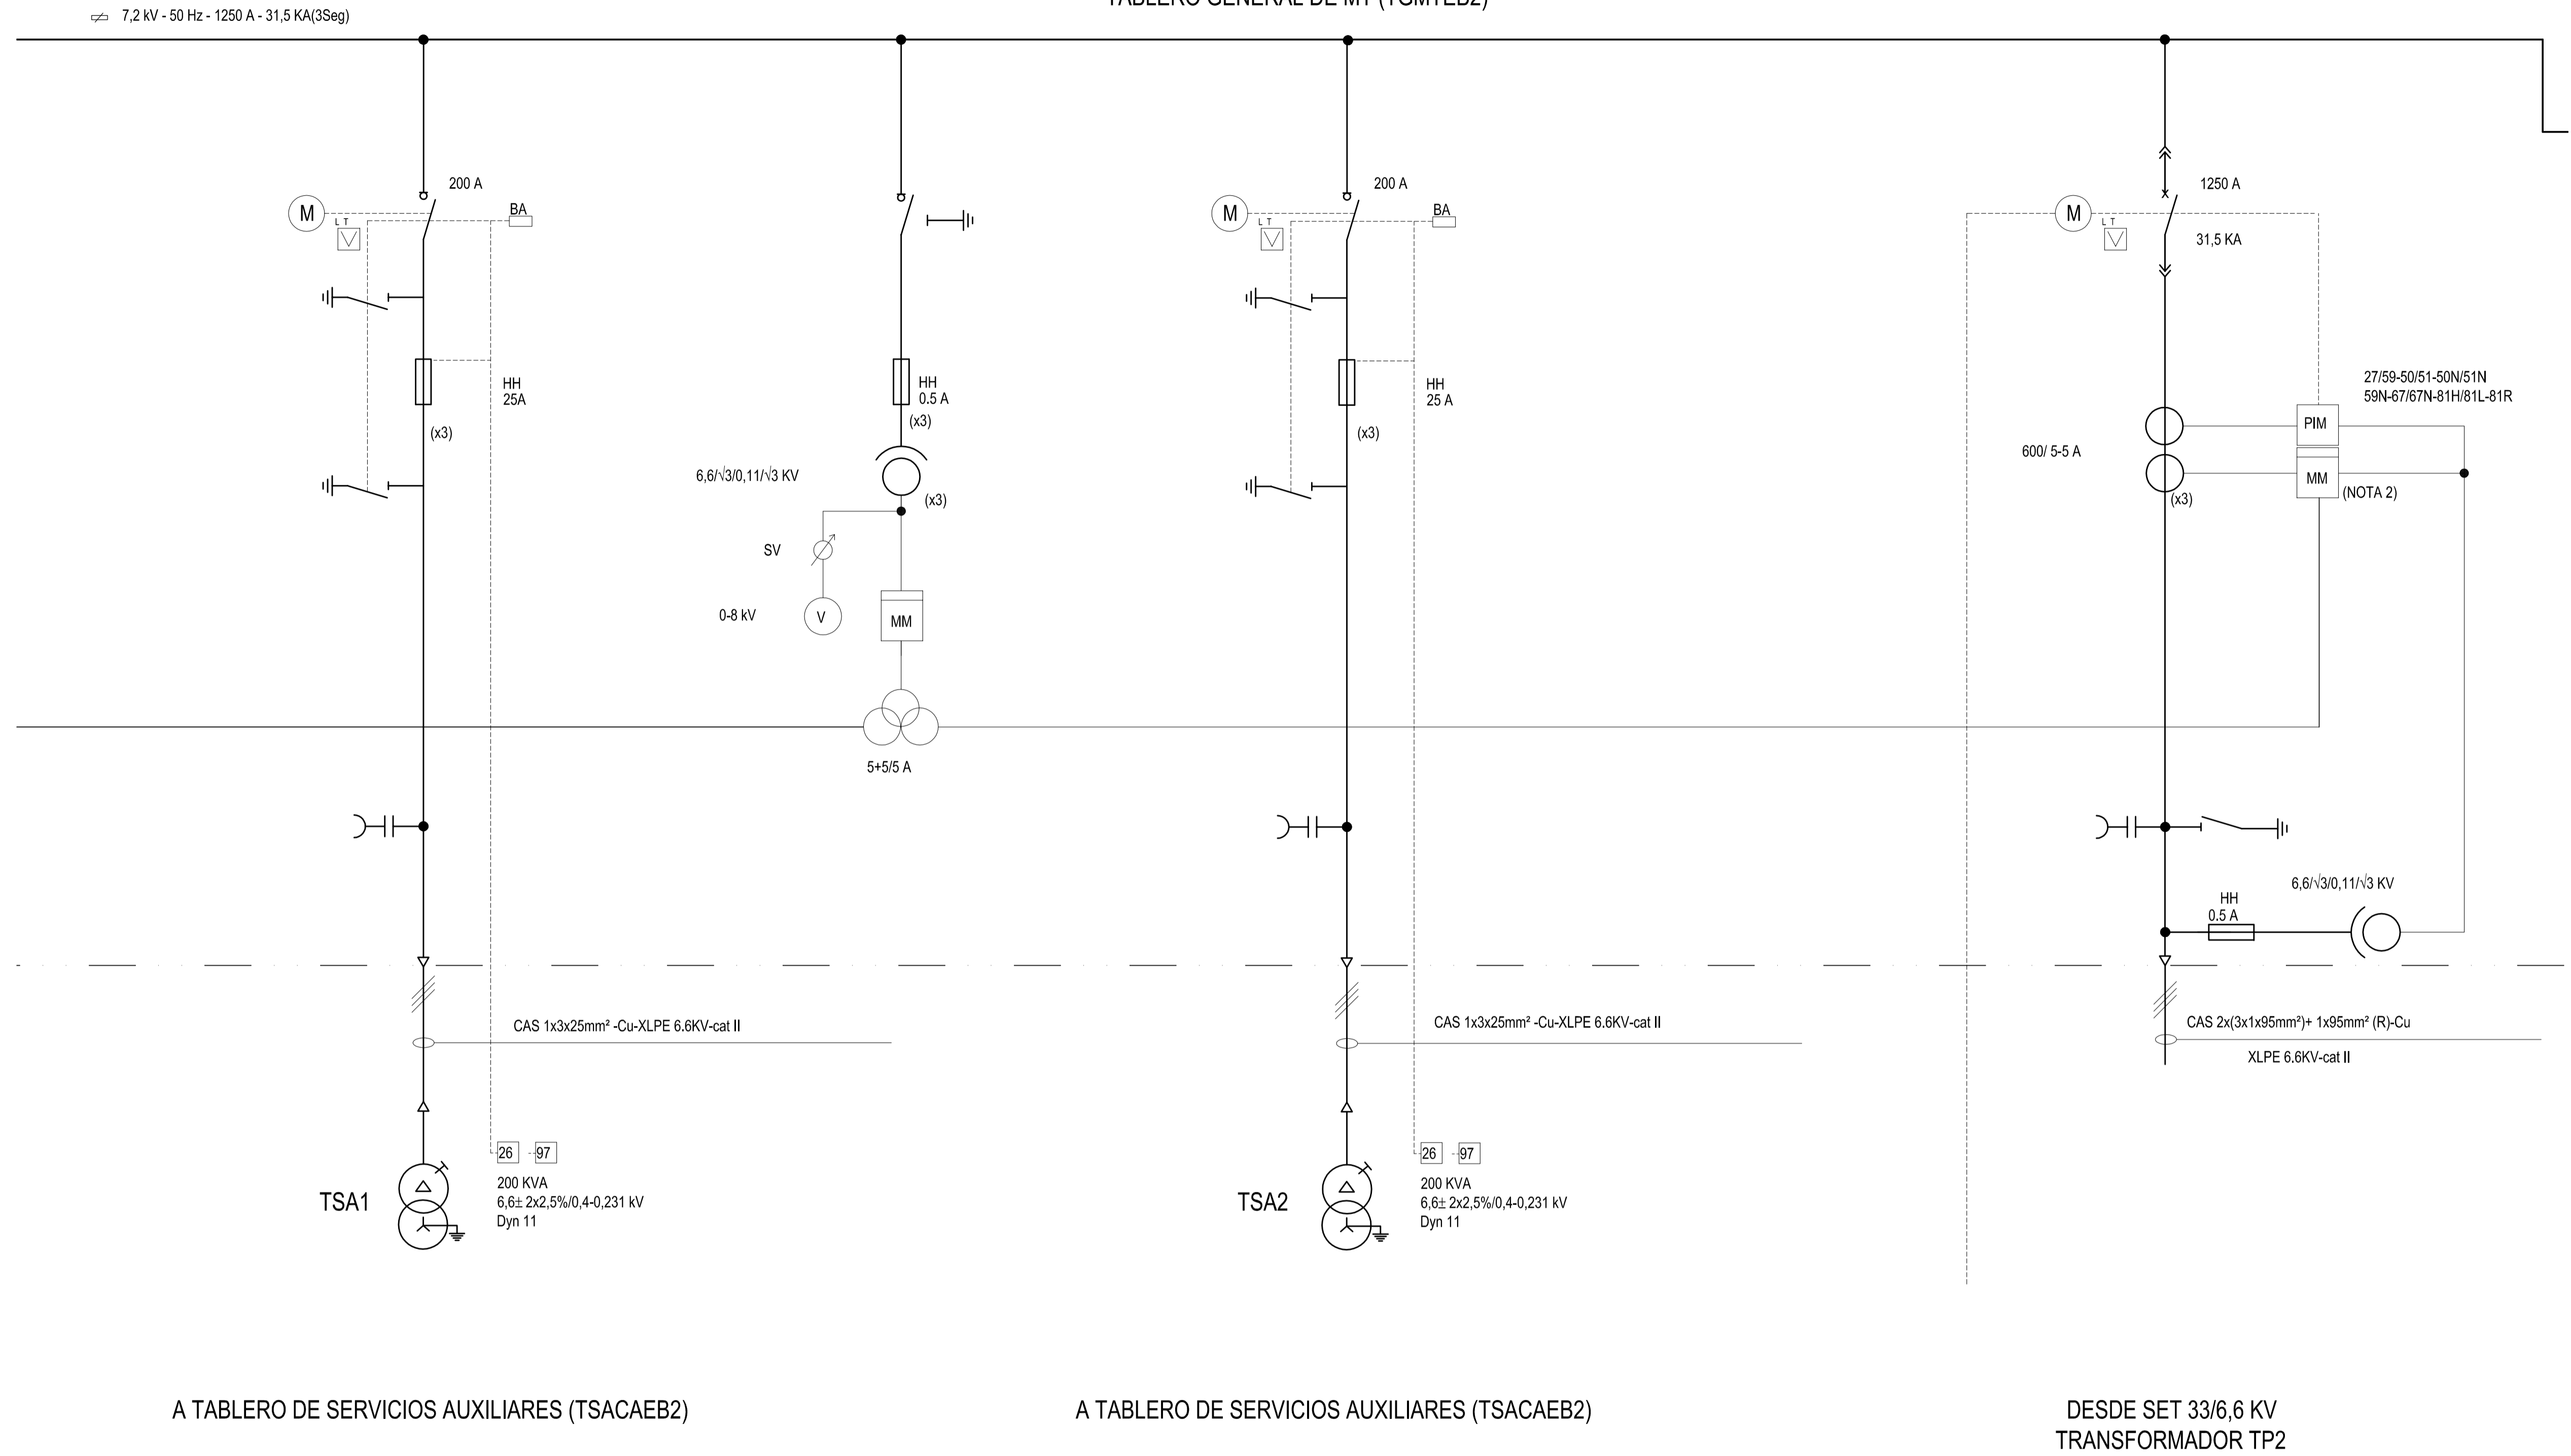 TABLERO GENERAL DE MT (TGMTEB2)
7,2 kV - 50 Hz - 1250 A - 31,5 KA(3Seg)
200 A
M
L T
BA
HH
25A
(x3)
CAS 1x3x25mm² -Cu-XLPE 6.6KV-cat II
26
97
TSA1
200 KVA
6,6± 2x2,5%/0,4-0,231 kV
Dyn 11
A TABLERO DE SERVICIOS AUXILIARES (TSACAEB2)
HH
0.5 A
(x3)
6,6/√3/0,11/√3 KV
(x3)
SV
0-8 kV
V
MM
5+5/5 A
200 A
M
L T
BA
HH
25 A
(x3)
CAS 1x3x25mm² -Cu-XLPE 6.6KV-cat II
26
97
TSA2
200 KVA
6,6± 2x2,5%/0,4-0,231 kV
Dyn 11
A TABLERO DE SERVICIOS AUXILIARES (TSACAEB2)
1250 A
M
L T
31,5 KA
27/59-50/51-50N/51N
59N-67/67N-81H/81L-81R
PIM
600/ 5-5 A
MM
(x3)
(NOTA 2)
6,6/√3/0,11/√3 KV
HH
0.5 A
CAS 2x(3x1x95mm²)+ 1x95mm² (R)-Cu
XLPE 6.6KV-cat II
DESDE SET 33/6,6 KV
TRANSFORMADOR TP2